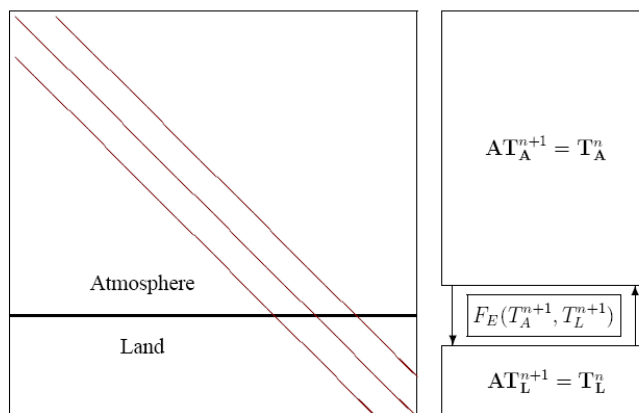 Atmosphere
Land
AT_A^{n+1} = T_A^n
F_E(T_A^{n+1}, T_L^{n+1})
AT_L^{n+1} = T_L^n